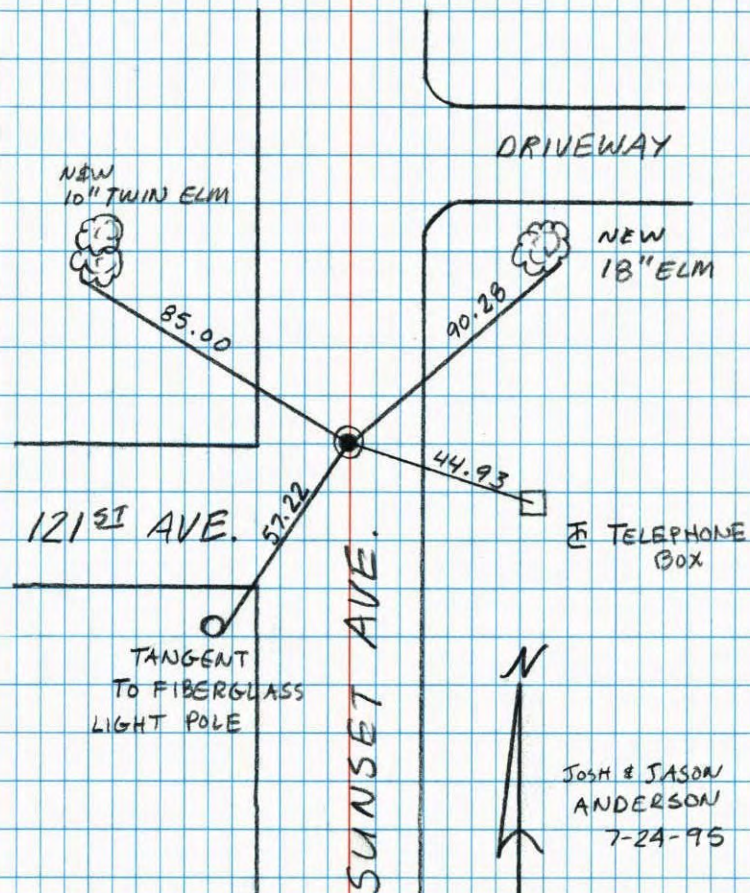 DRIVEWAY
NEW
10" TWIN ELM
NEW
18" ELM
85.00
90.28
44.93
57.22
121ST AVE.
℄ TELEPHONE
BOX
SUNSET AVE.
TANGENT
TO FIBERGLASS
LIGHT POLE
N
JOSH & JASON
ANDERSON
7-24-95